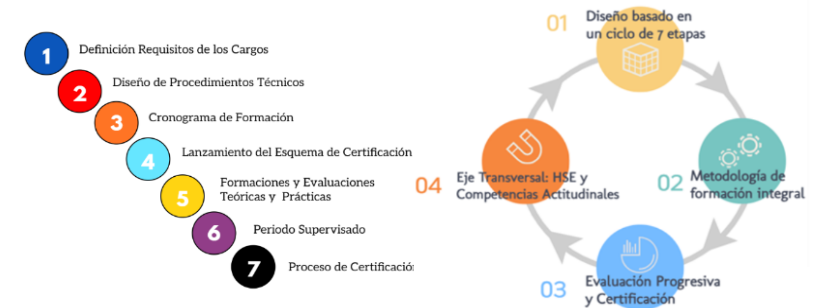 1
Definición Requisitos de los Cargos
2
Diseño de Procedimientos Técnicos
3
Cronograma de Formación
4
Lanzamiento del Esquema de Certificación
5
Formaciones y Evaluaciones
Teóricas y Prácticas
6
Periodo Supervisado
7
Proceso de Certificación
01
Diseño basado en
un ciclo de 7 etapas
02
Metodología de
formación integral
03
Evaluación Progresiva
y Certificación
04
Eje Transversal: HSE y
Competencias Actitudinales